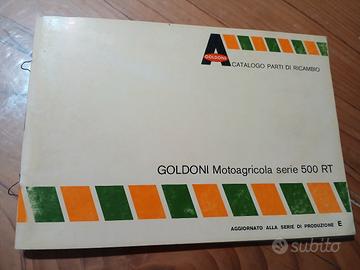 A
GOLDONI
CATALOGO PARTI DI RICAMBIO
GOLDONI Motoagricola serie 500 RT
AGGIORNATO ALLA SERIE DI PRODUZIONE E
subito